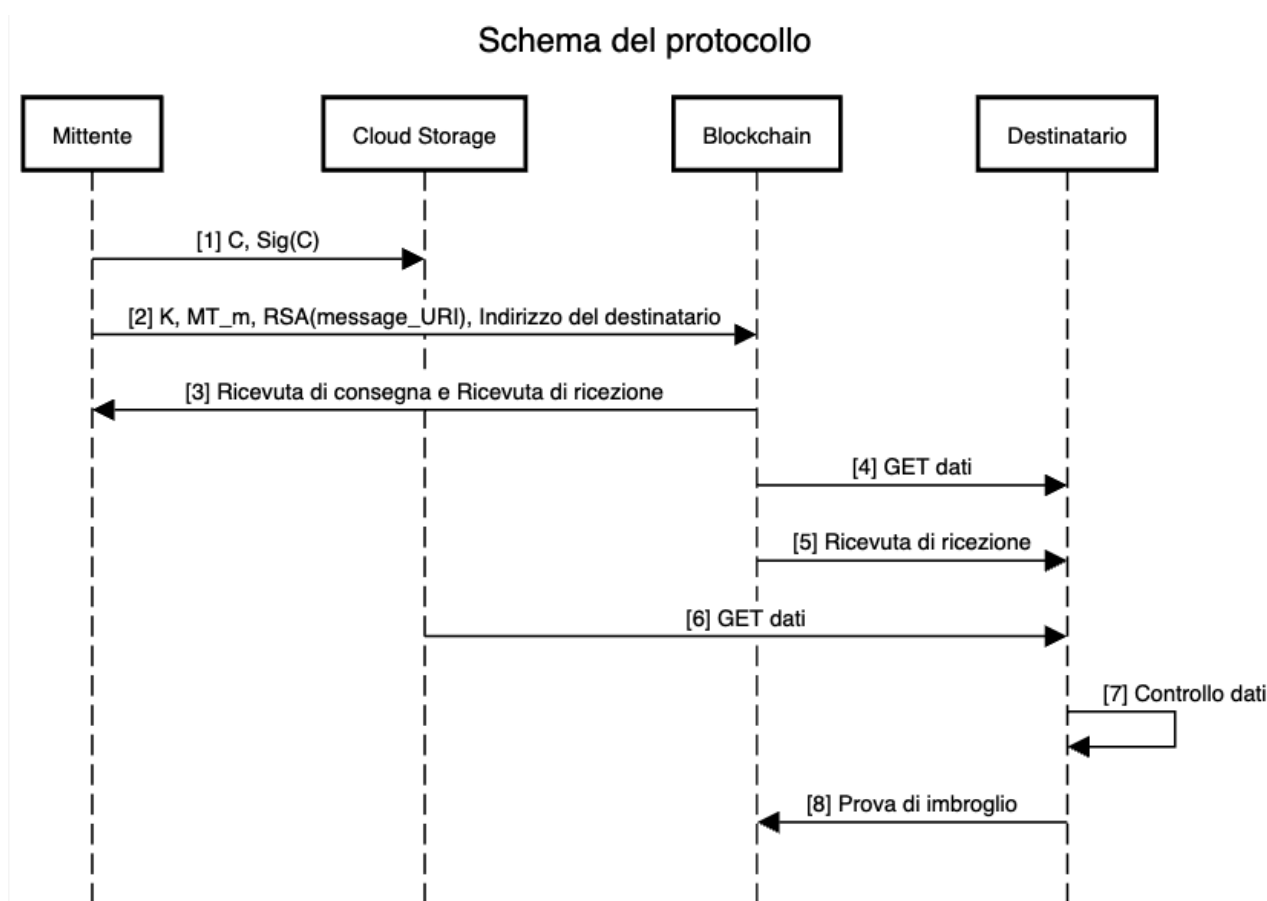 Schema del protocollo
Mittente
Cloud Storage
Blockchain
Destinatario
[1] C, Sig(C)
[2] K, MT_m, RSA(message_URI), Indirizzo del destinatario
[3] Ricevuta di consegna e Ricevuta di ricezione
[4] GET dati
[5] Ricevuta di ricezione
[6] GET dati
[7] Controllo dati
[8] Prova di imbroglio